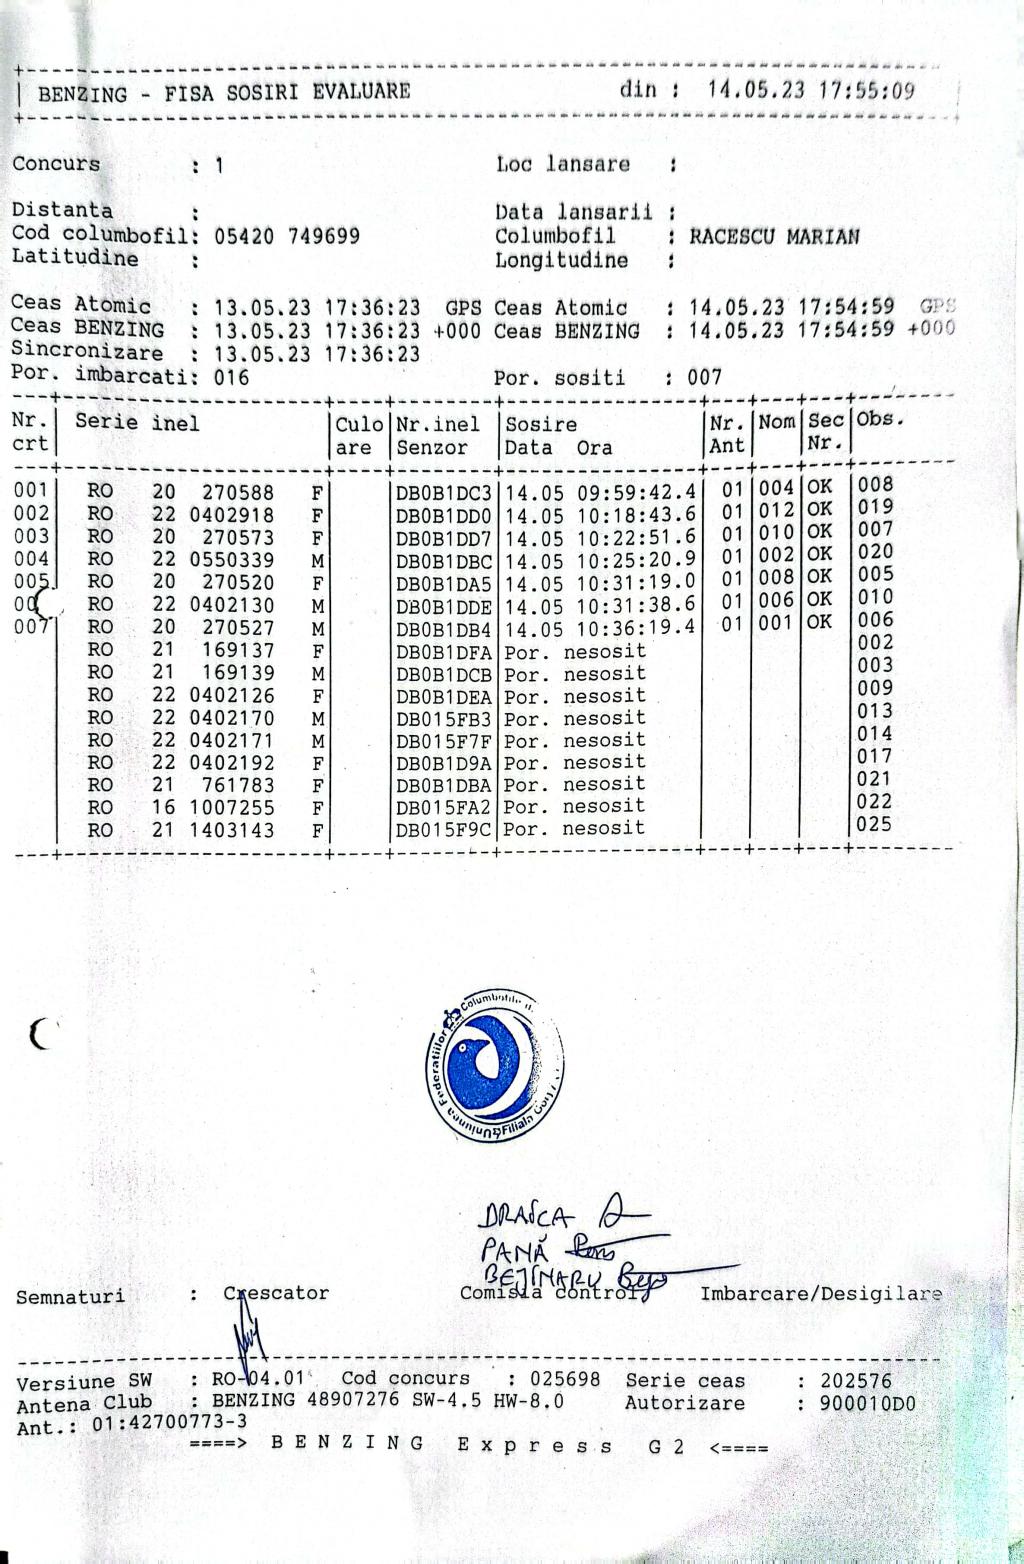 BENZING - FISA SOSIRI EVALUARE din : 14.05.23 17:55:09
Concurs : 1 Loc lansare :
Distanta : Data lansarii :
Cod columbofil: 05420 749699 Columbofil : RACESCU MARIAN
Latitudine : Longitudine :
Ceas Atomic : 13.05.23 17:36:23 GPS Ceas Atomic : 14.05.23 17:54:59 GPS
Ceas BENZING : 13.05.23 17:36:23 +000 Ceas BENZING : 14.05.23 17:54:59 +000
Sincronizare : 13.05.23 17:36:23
Por. imbarcati: 016 Por. sositi : 007
Nr. Serie inel Culo Nr.inel Sosire Nr. Nom Sec Obs.
crt are Senzor Data Ora Ant Nr.
001 RO 20 270588 F DB0B1DC3 14.05 09:59:42.4 01 004 OK 008
002 RO 22 0402918 F DB0B1DD0 14.05 10:18:43.6 01 012 OK 019
003 RO 20 270573 F DB0B1DD7 14.05 10:22:51.6 01 010 OK 007
004 RO 22 0550339 M DB0B1DBC 14.05 10:25:20.9 01 002 OK 020
005 RO 20 270520 F DB0B1DA5 14.05 10:31:19.0 01 008 OK 005
00 RO 22 0402130 M DB0B1DDE 14.05 10:31:38.6 01 006 OK 010
007 RO 20 270527 M DB0B1DB4 14.05 10:36:19.4 01 001 OK 006
RO 21 169137 F DB0B1DFA Por. nesosit 002
RO 21 169139 M DB0B1DCB Por. nesosit 003
RO 22 0402126 F DB0B1DEA Por. nesosit 009
RO 22 0402170 M DB015FB3 Por. nesosit 013
RO 22 0402171 M DB015F7F Por. nesosit 014
RO 22 0402192 F DB0B1D9A Por. nesosit 017
RO 21 761783 F DB0B1DBA Por. nesosit 021
RO 16 1007255 F DB015FA2 Por. nesosit 022
RO 21 1403143 F DB015F9C Por. nesosit 025
Uniunea Federatiilor Columbofile
Filiala Gorj
DRAȘCA
PANĂ
BEJINARU
Semnaturi : Crescator Comisia control Imbarcare/Desigilare
Versiune SW : RO-04.01 Cod concurs : 025698 Serie ceas : 202576
Antena Club : BENZING 48907276 SW-4.5 HW-8.0 Autorizare : 900010D0
Ant.: 01:42700773-3
====> B E N Z I N G E x p r e s s G 2 <====